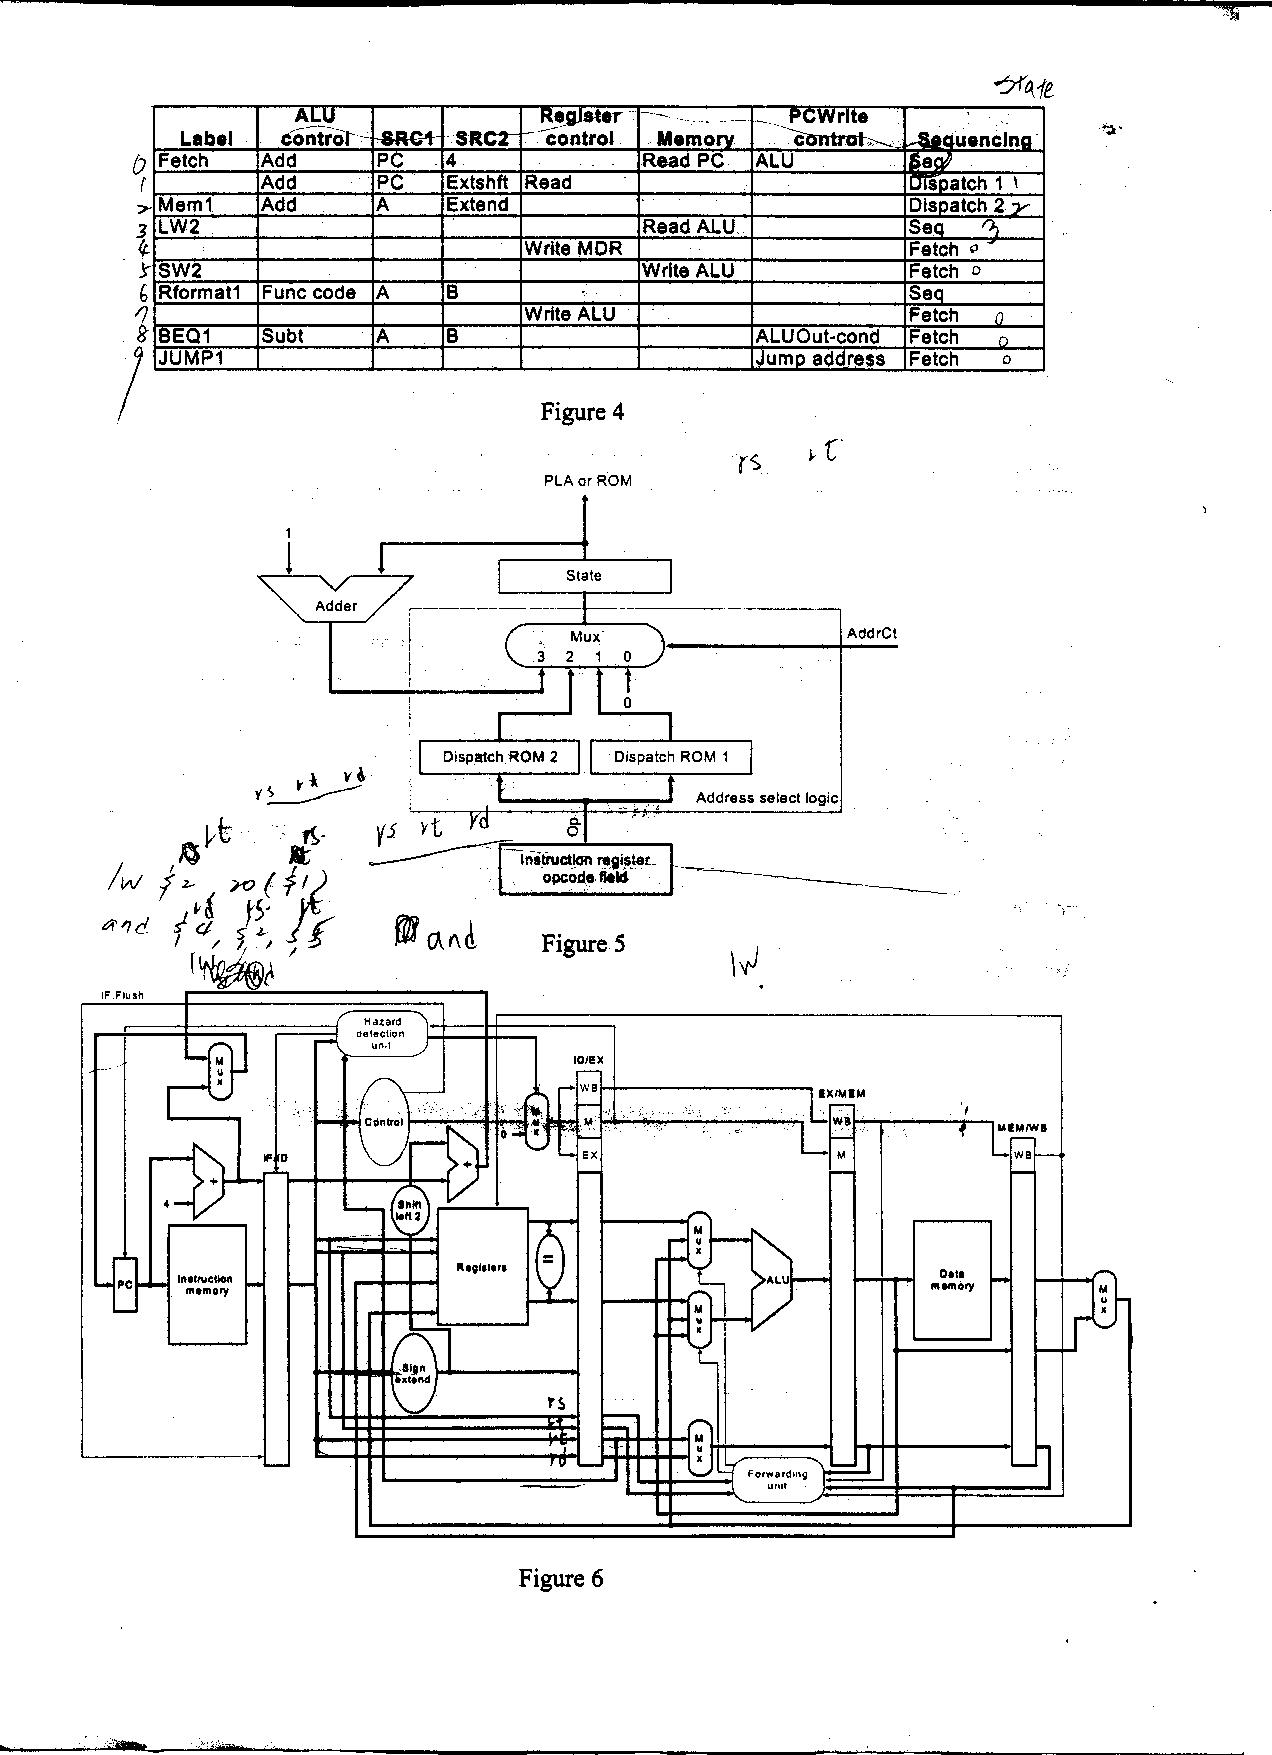 State
Label ALU control SRC1 SRC2 Register control Memory PCWrite control Sequencing
0 Fetch Add PC 4 Read PC ALU Seq
1 Add PC Extshft Read Dispatch 1 1
2 Mem1 Add A Extend Dispatch 2 2
3 LW2 Read ALU Seq 3
4 Write MDR Fetch 0
5 SW2 Write ALU Fetch 0
6 Rformat1 Func code A B Seq
7 Write ALU Fetch 0
8 BEQ1 Subt A B ALUOut-cond Fetch 0
9 JUMP1 Jump address Fetch 0
Figure 4
rs rt
PLA or ROM
1
State
Adder
Mux
3 2 1 0
AddrCt
0
Dispatch ROM 2 Dispatch ROM 1
Address select logic
rs rt rd
rs rt rd
Op
rt rs
Instruction register
opcode field
lw $2, 20($1)
rd rs rt
and $4, $2, $5
and
Figure 5
lw
IF.Flush
Hazard
detection
unit
Mux
ID/EX
WB
M
EX
Control
Mux
0
EX/MEM
WB
M
MEM/WB
WB
IF/ID
+
4
+
Shift
left 2
PC
Instruction
memory
Registers
=
Mux
Mux
ALU
Data
memory
Mux
Sign
extend
rs
rt
rt
rd
Mux
Forwarding
unit
Figure 6